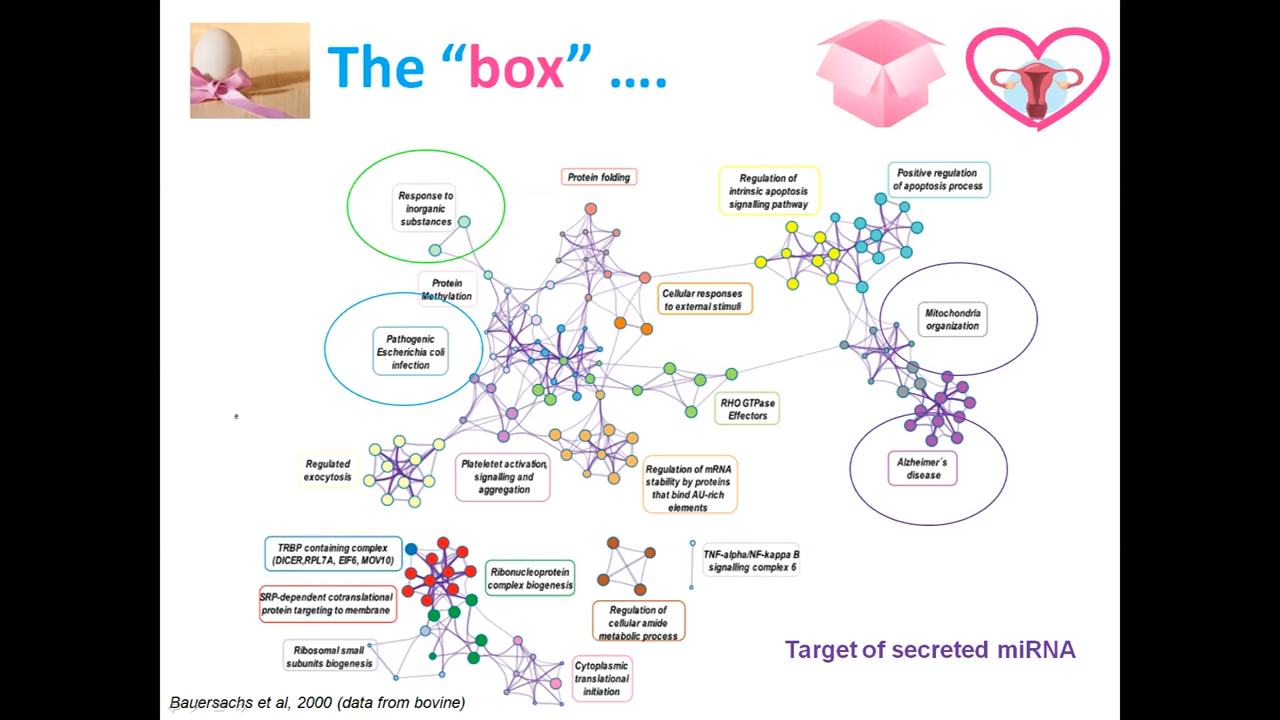 The “box” ....
Protein folding
Regulation of
intrinsic apoptosis
signalling pathway
Positive regulation
of apoptosis process
Response to
inorganic
substances
Protein
Methylation
Cellular responses
to external stimuli
Mitochondria
organization
Pathogenic
Escherichia coli
infection
RHO GTPase
Effectors
e
Regulated
exocytosis
Plateletet activation,
signalling and
aggregation
Regulation of mRNA
stability by proteins
that bind AU-rich
elements
Alzheimer´s
disease
TRBP containing complex
(DICER,RPL7A, EIF6, MOV10)
Ribonucleoprotein
complex biogenesis
TNF-alpha/NF-kappa B
signalling complex 6
SRP-dependent cotranslational
protein targeting to membrane
Regulation of
cellular amide
metabolic process
Ribosomal small
subunits biogenesis
Cytoplasmic
translational
initiation
Target of secreted miRNA
Bauersachs et al, 2000 (data from bovine)